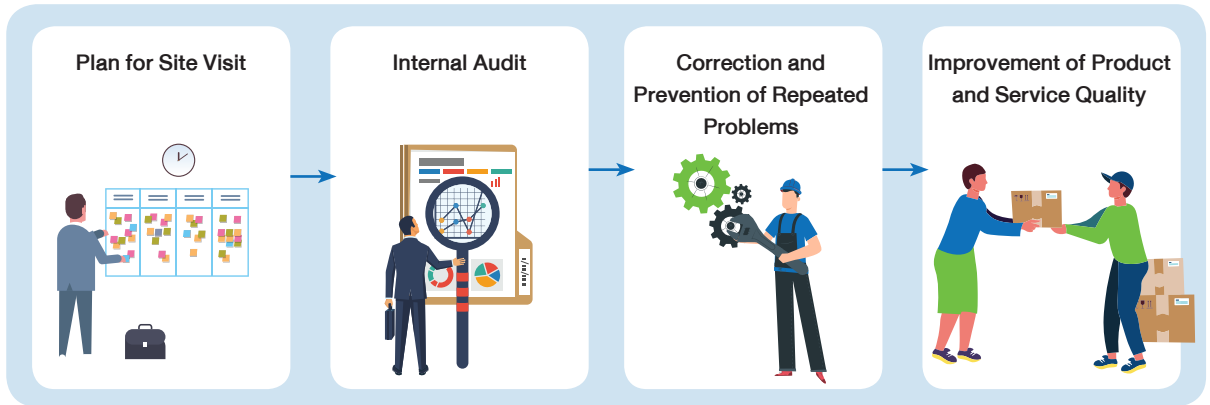 Plan for Site Visit
Internal Audit
Correction and
Prevention of Repeated
Problems
Improvement of Product
and Service Quality